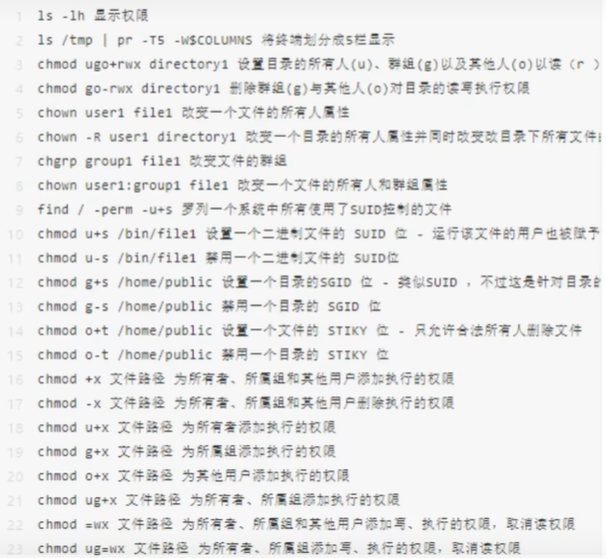 1 ls -lh 显示权限
2 ls /tmp | pr -T5 -W$COLUMNS 将终端划分成5栏显示
3 chmod ugo+rwx directory1 设置目录的所有人(u)、群组(g)以及其他人(o)以读（r ）
4 chmod go-rwx directory1 删除群组(g)与其他人(o)对目录的读写执行权限
5 chown user1 file1 改变一个文件的所有人属性
6 chown -R user1 directory1 改变一个目录的所有人属性并同时改变改目录下所有文件
7 chgrp group1 file1 改变文件的群组
8 chown user1:group1 file1 改变一个文件的所有人和群组属性
9 find / -perm -u+s 罗列一个系统中所有使用了SUID控制的文件
10 chmod u+s /bin/file1 设置一个二进制文件的 SUID 位 - 运行该文件的用户也被赋予
11 chmod u-s /bin/file1 禁用一个二进制文件的 SUID位
12 chmod g+s /home/public 设置一个目录的SGID 位 - 类似SUID ，不过这是针对目录的
13 chmod g-s /home/public 禁用一个目录的 SGID 位
14 chmod o+t /home/public 设置一个文件的 STIKY 位 - 只允许合法所有人删除文件
15 chmod o-t /home/public 禁用一个目录的 STIKY 位
16 chmod +x 文件路径 为所有者、所属组和其他用户添加执行的权限
17 chmod -x 文件路径 为所有者、所属组和其他用户删除执行的权限
18 chmod u+x 文件路径 为所有者添加执行的权限
19 chmod g+x 文件路径 为所属组添加执行的权限
20 chmod o+x 文件路径 为其他用户添加执行的权限
21 chmod ug+x 文件路径 为所有者、所属组添加执行的权限
22 chmod =wx 文件路径 为所有者、所属组和其他用户添加写、执行的权限，取消读权限
23 chmod ug=wx 文件路径 为所有者、所属组添加写、执行的权限，取消读权限